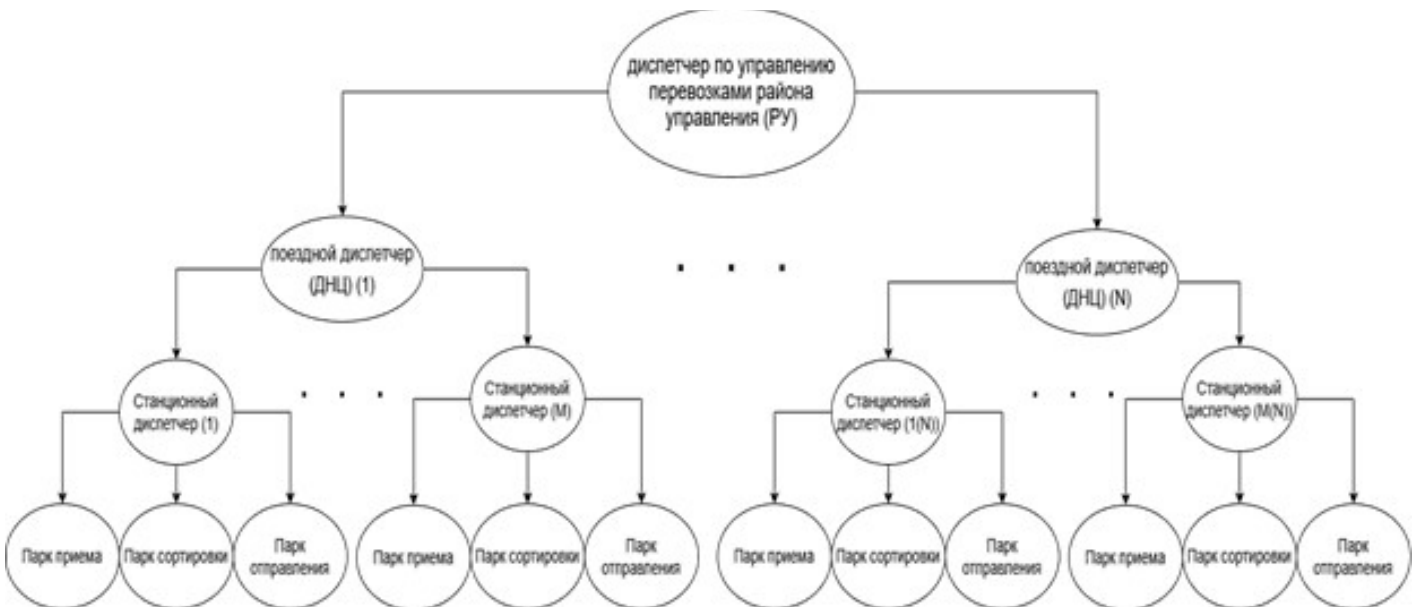 диспетчер по управлению
перевозками района
управления (РУ)
поездной диспетчер
(ДНЦ) (1)
поездной диспетчер
(ДНЦ) (N)
Станционный
диспетчер (1)
Станционный
диспетчер (M)
Станционный
диспетчер (1(N))
Станционный
диспетчер (M(N))
Парк приема
Парк сортировки
Парк
отправления
Парк приема
Парк сортировки
Парк
отправления
Парк приема
Парк сортировки
Парк
отправления
Парк приема
Парк сортировки
Парк
отправления